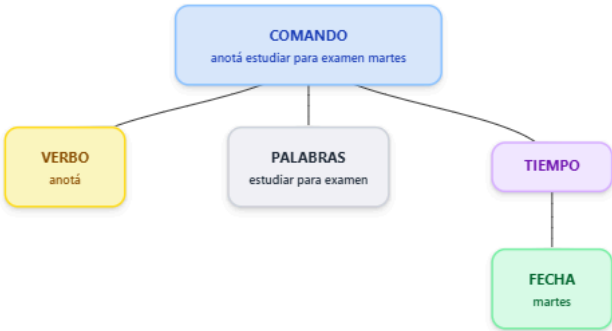 COMANDO
anotá estudiar para examen martes
VERBO
anotá
PALABRAS
estudiar para examen
TIEMPO
FECHA
martes